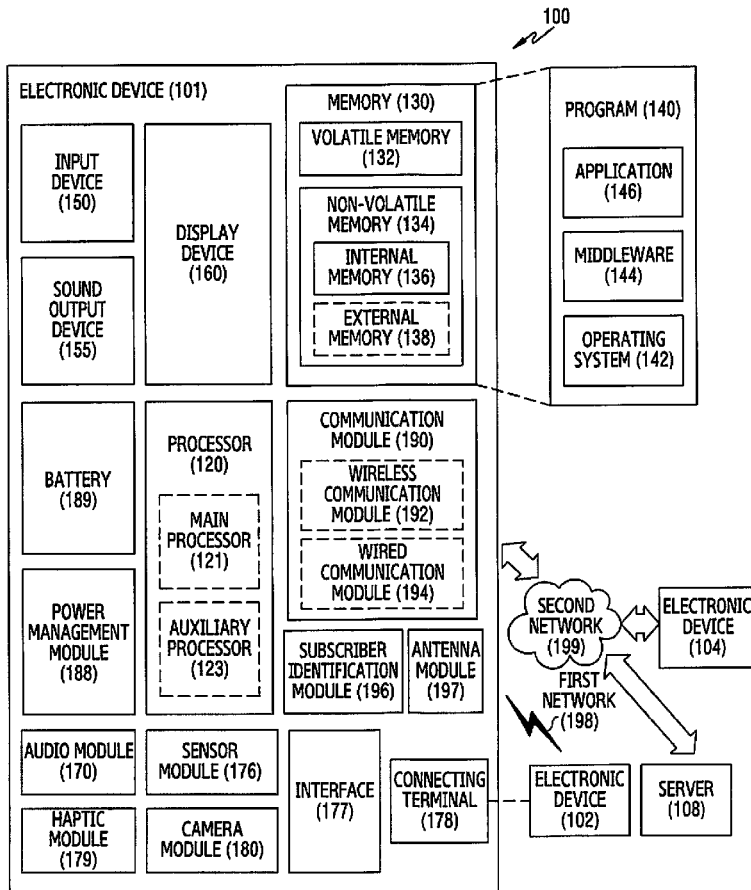 100
ELECTRONIC DEVICE (101)
INPUT
DEVICE
(150)
SOUND
OUTPUT
DEVICE
(155)
DISPLAY
DEVICE
(160)
MEMORY (130)
VOLATILE MEMORY
(132)
NON-VOLATILE
MEMORY (134)
INTERNAL
MEMORY (136)
EXTERNAL
MEMORY (138)
PROGRAM (140)
APPLICATION
(146)
MIDDLEWARE
(144)
OPERATING
SYSTEM (142)
BATTERY
(189)
POWER
MANAGEMENT
MODULE
(188)
PROCESSOR
(120)
MAIN
PROCESSOR
(121)
AUXILIARY
PROCESSOR
(123)
COMMUNICATION
MODULE (190)
WIRELESS
COMMUNICATION
MODULE (192)
WIRED
COMMUNICATION
MODULE (194)
SUBSCRIBER
IDENTIFICATION
MODULE (196)
ANTENNA
MODULE
(197)
SECOND
NETWORK
(199)
ELECTRONIC
DEVICE (104)
FIRST
NETWORK
(198)
AUDIO MODULE
(170)
SENSOR
MODULE (176)
INTERFACE
(177)
CONNECTING
TERMINAL
(178)
ELECTRONIC
DEVICE (102)
SERVER
(108)
HAPTIC
MODULE
(179)
CAMERA
MODULE (180)